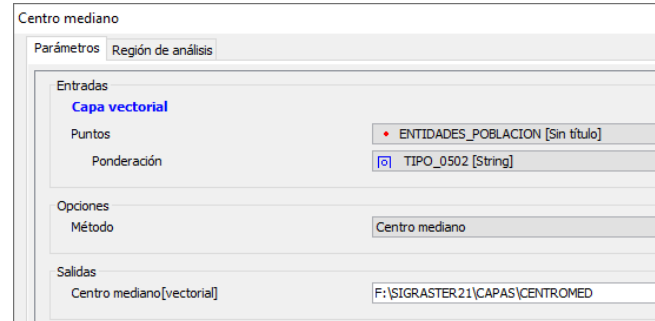 Centro mediano
Parámetros Región de análisis
Entradas
Capa vectorial
Puntos ENTIDADES_POBLACION [Sin título]
Ponderación TIPO_0502 [String]
Opciones
Método Centro mediano
Salidas
Centro mediano[vectorial] F:\SIGRASTER21\CAPAS\CENTROMED